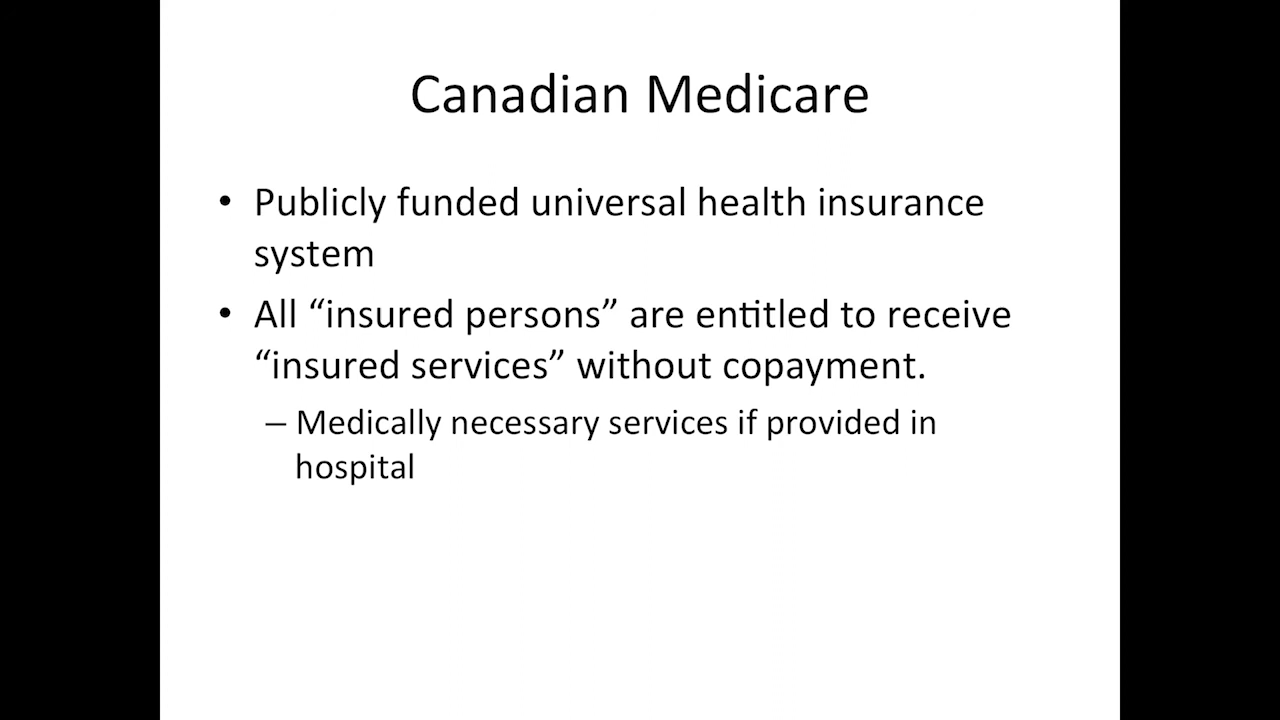 Canadian Medicare
• Publicly funded universal health insurance
system
• All “insured persons” are entitled to receive
“insured services” without copayment.
– Medically necessary services if provided in
hospital